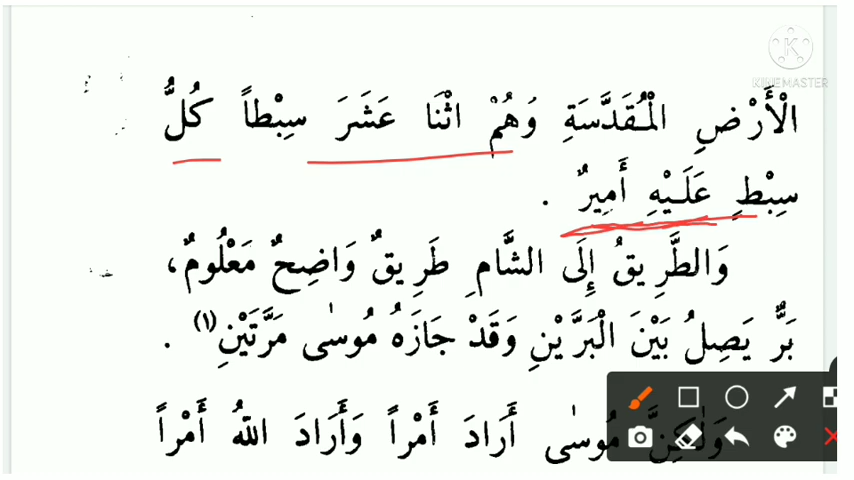 KINEMASTER
الْأَرْضِ الْمُقَدَّسَةِ وَهُمْ اثْنَا عَشَرَ سِبْطاً كُلُّ
سِبْطٍ عَلَيْهِ أَمِيرٌ .
وَالطَّرِيقُ إِلَى الشَّامِ طَرِيقٌ وَاضِحٌ مَعْلُومٌ،
بَرٌّ يَصِلُ بَيْنَ الْبَرَّيْنِ وَقَدْ جَازَهُ مُوسٰى مَرَّتَيْنِ(١) .
وَلٰكِنَّ مُوسٰى أَرَادَ أَمْراً وَأَرَادَ اللهُ أَمْراً